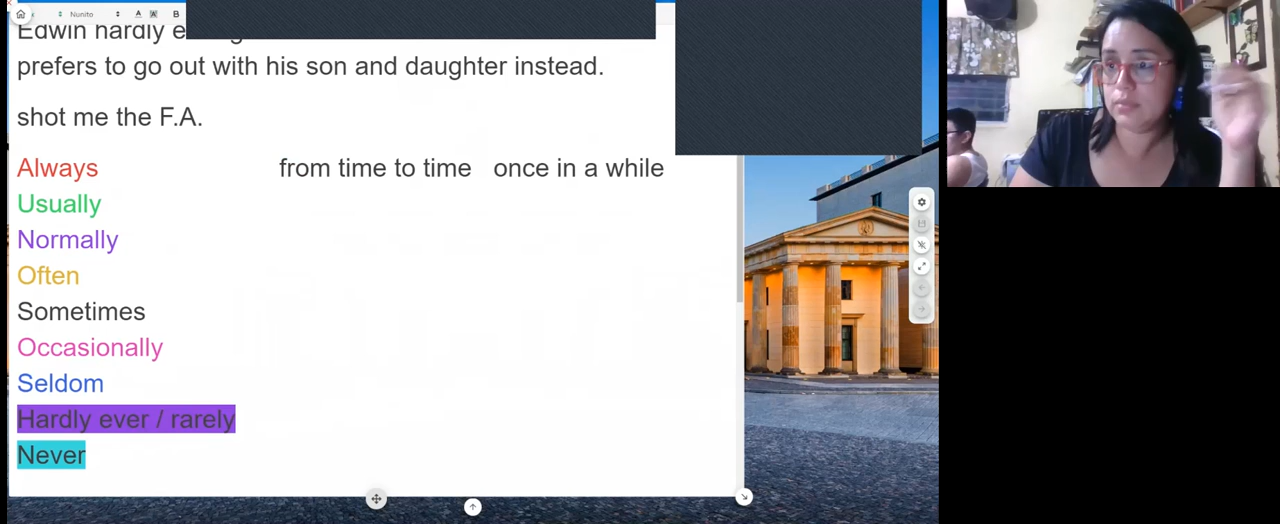 Nunito A A B
Edwin hardly
prefers to go out with his son and daughter instead.
shot me the F.A.
Always from time to time once in a while
Usually
Normally
Often
Sometimes
Occasionally
Seldom
Hardly ever / rarely
Never